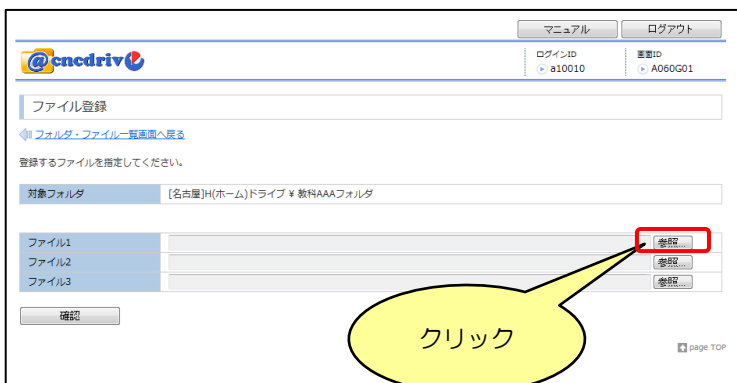 マニュアル ログアウト
@cncdrive
ログインID 画面ID
a10010 A060G01
ファイル登録
フォルダ・ファイル一覧画面へ戻る
登録するファイルを指定してください。
対象フォルダ [名古屋]H(ホーム)ドライブ ¥ 教科AAAフォルダ
ファイル1 参照...
ファイル2 参照...
ファイル3 参照...
確認
クリック
page TOP